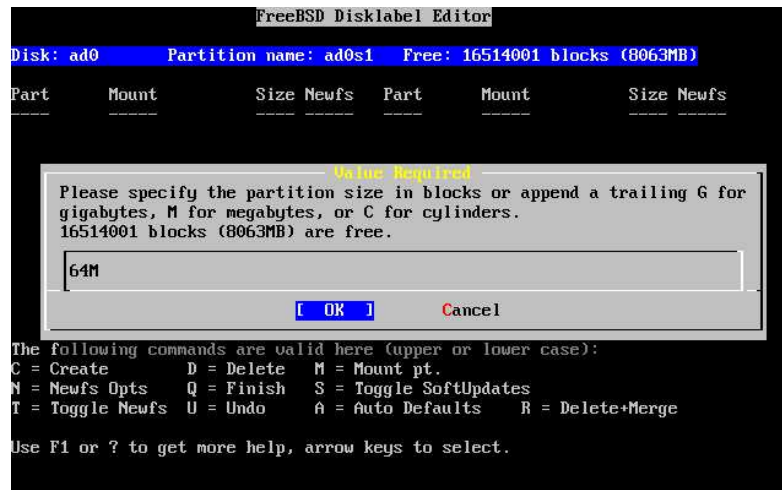 FreeBSD Disklabel Editor
Disk: ad0 Partition name: ad0s1 Free: 16514001 blocks (8063MB)
Part Mount Size Newfs Part Mount Size Newfs
---- ----- ---- ----- ---- ----- ---- -----
Value Required
Please specify the partition size in blocks or append a trailing G for
gigabytes, M for megabytes, or C for cylinders.
16514001 blocks (8063MB) are free.
64M
[ OK ] Cancel
The following commands are valid here (upper or lower case):
C = Create D = Delete M = Mount pt.
N = Newfs Opts Q = Finish S = Toggle SoftUpdates
T = Toggle Newfs U = Undo A = Auto Defaults R = Delete+Merge
Use F1 or ? to get more help, arrow keys to select.